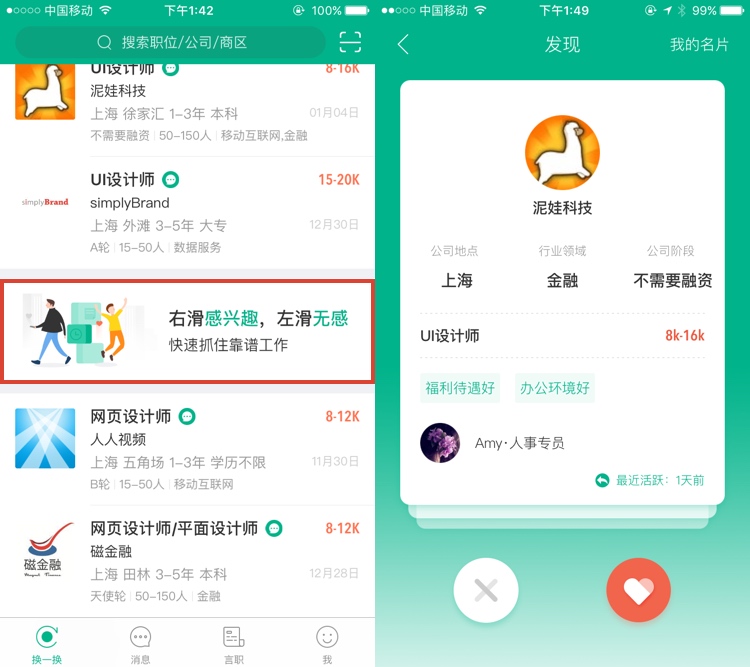 中国移动
下午1:42
100%
搜索职位/公司/商区
UI设计师
8-16K
泥娃科技
上海 徐家汇 1-3年 本科
01月04日
不需要融资 50-150人 移动互联网,金融
simplyBrand
UI设计师
15-20K
simplyBrand
上海 外滩 3-5年 大专
12月30日
A轮 15-50人 数据服务
右滑感兴趣，左滑无感
快速抓住靠谱工作
网页设计师
8-12K
人人视频
上海 五角场 1-3年 学历不限
11月30日
B轮 15-50人 移动互联网
网页设计师/平面设计师
8-12K
磁金融
磁金融
上海 田林 3-5年 本科
12月28日
天使轮 50-150人 金融
换一换
消息
言职
我
中国移动
下午1:49
99%
发现
我的名片
泥娃科技
公司地点 行业领域 公司阶段
上海 金融 不需要融资
UI设计师
8k-16k
福利待遇好 办公环境好
Amy·人事专员
最近活跃：1天前